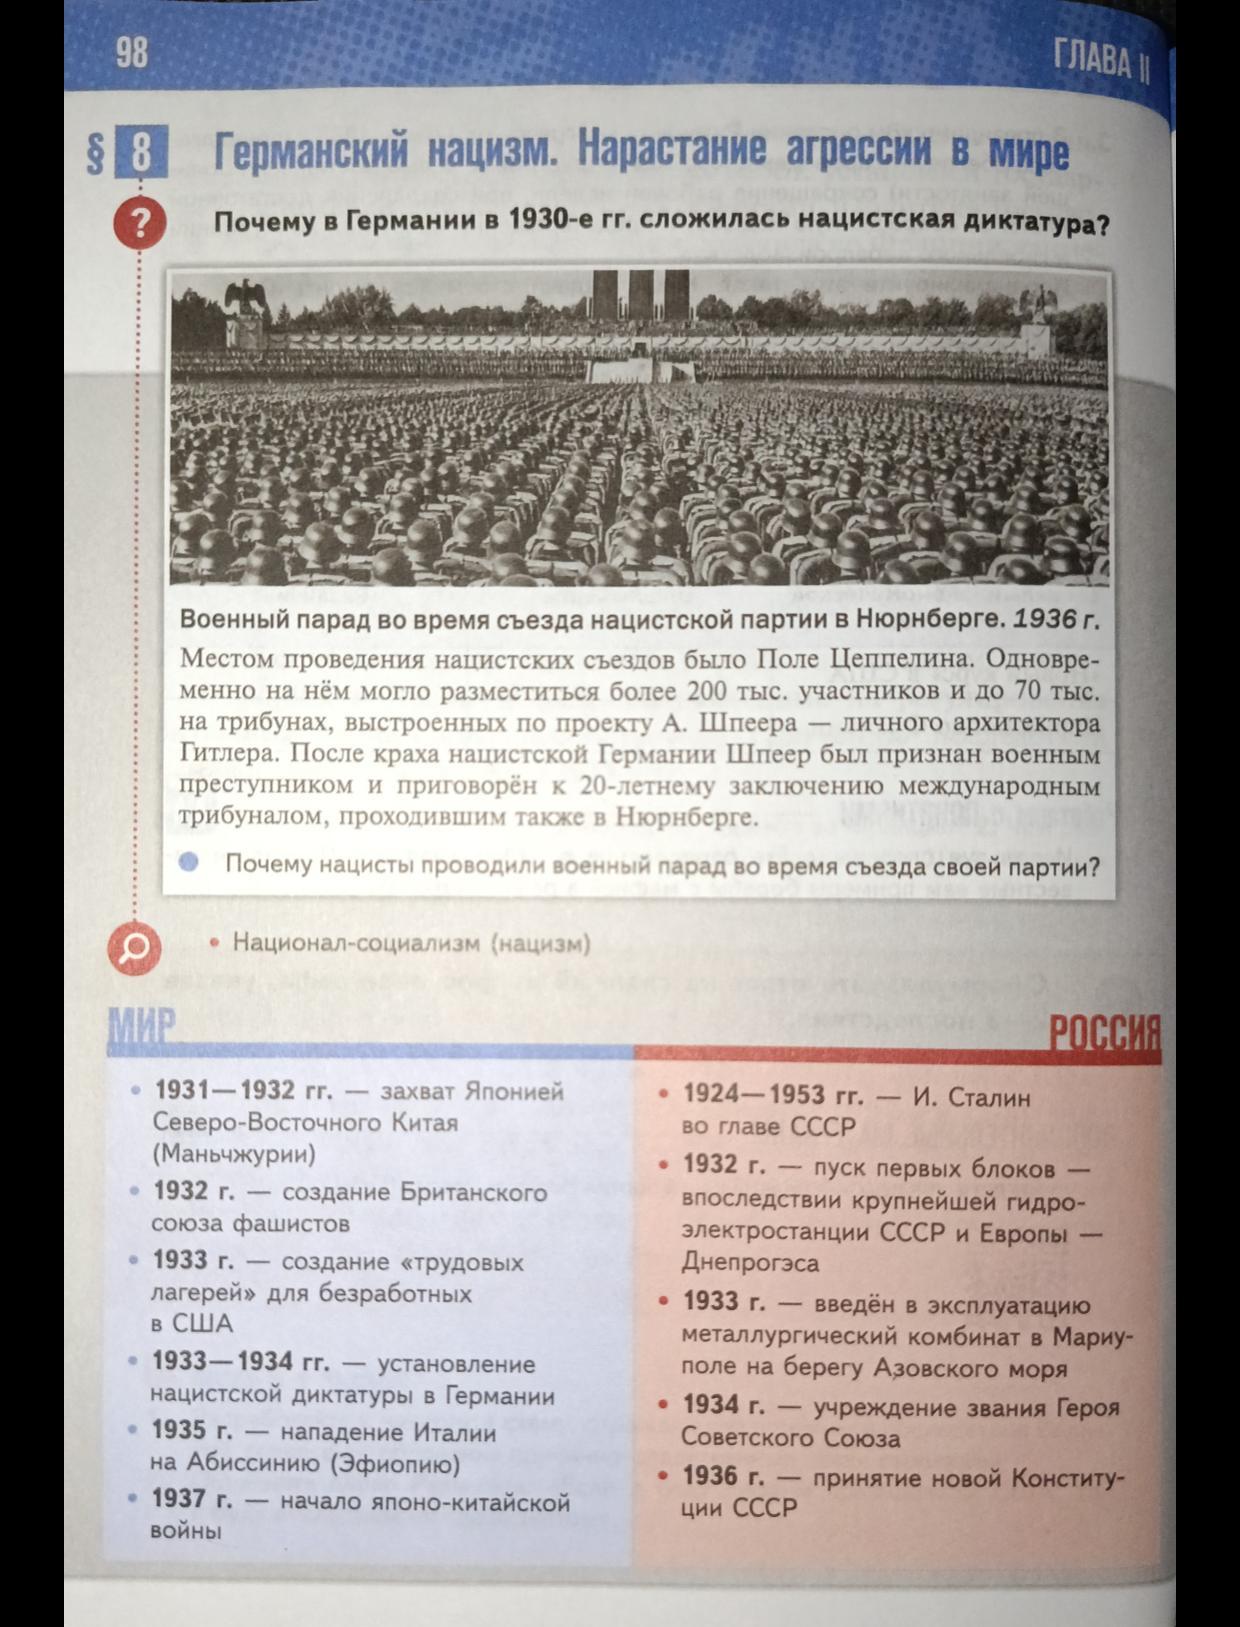 98
ГЛАВА II
§ 8 Германский нацизм. Нарастание агрессии в мире
? Почему в Германии в 1930-е гг. сложилась нацистская диктатура?
Военный парад во время съезда нацистской партии в Нюрнберге. 1936 г.
Местом проведения нацистских съездов было Поле Цеппелина. Одновре-
менно на нём могло разместиться более 200 тыс. участников и до 70 тыс.
на трибунах, выстроенных по проекту А. Шпеера — личного архитектора
Гитлера. После краха нацистской Германии Шпеер был признан военным
преступником и приговорён к 20-летнему заключению международным
трибуналом, проходившим также в Нюрнберге.
Почему нацисты проводили военный парад во время съезда своей партии?
• Национал-социализм (нацизм)
МИР
• 1931—1932 гг. — захват Японией
Северо-Восточного Китая
(Маньчжурии)
• 1932 г. — создание Британского
союза фашистов
• 1933 г. — создание «трудовых
лагерей» для безработных
в США
• 1933—1934 гг. — установление
нацистской диктатуры в Германии
• 1935 г. — нападение Италии
на Абиссинию (Эфиопию)
• 1937 г. — начало японо-китайской
войны
РОССИЯ
• 1924—1953 гг. — И. Сталин
во главе СССР
• 1932 г. — пуск первых блоков —
впоследствии крупнейшей гидро-
электростанции СССР и Европы —
Днепрогэса
• 1933 г. — введён в эксплуатацию
металлургический комбинат в Мариу-
поле на берегу Азовского моря
• 1934 г. — учреждение звания Героя
Советского Союза
• 1936 г. — принятие новой Конститу-
ции СССР